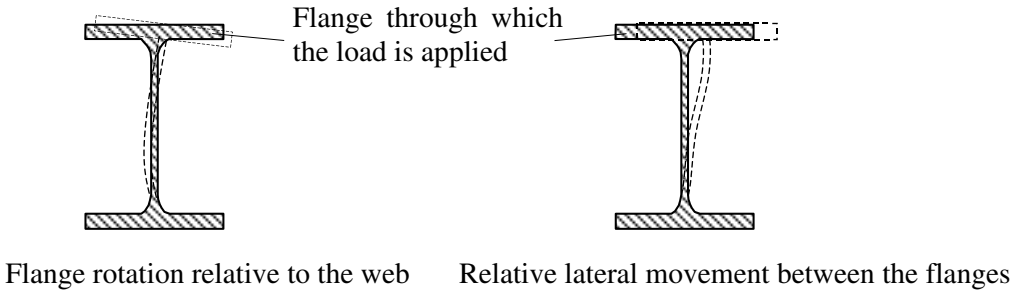 Flange through which
the load is applied
Flange rotation relative to the web
Relative lateral movement between the flanges